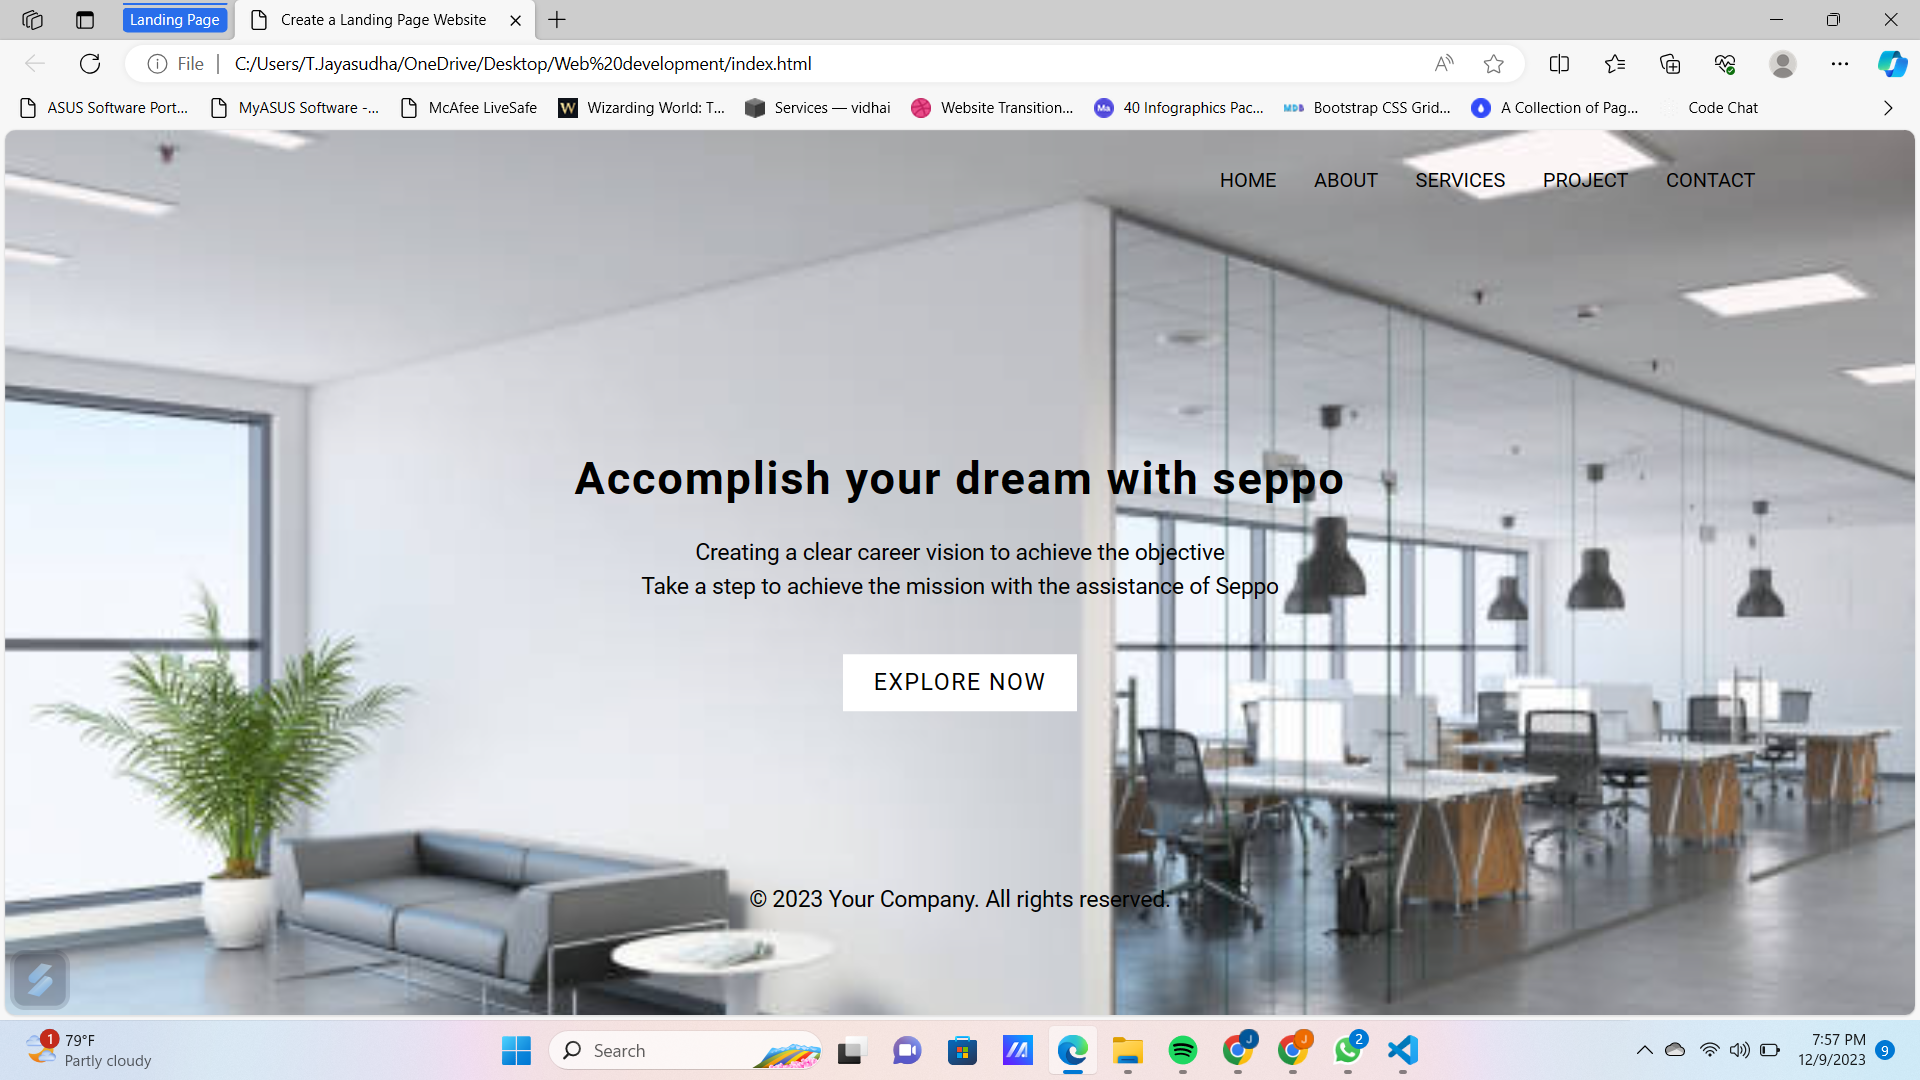 Landing Page
Create a Landing Page Website
File
C:/Users/T.Jayasudha/OneDrive/Desktop/Web%20development/index.html
ASUS Software Port...
MyASUS Software -...
McAfee LiveSafe
Wizarding World: T...
Services — vidhai
Website Transition...
40 Infographics Pac...
Bootstrap CSS Grid...
A Collection of Pag...
Code Chat
HOME
ABOUT
SERVICES
PROJECT
CONTACT
Accomplish your dream with seppo
Creating a clear career vision to achieve the objective
Take a step to achieve the mission with the assistance of Seppo
EXPLORE NOW
© 2023 Your Company. All rights reserved.
1
79°F
Partly cloudy
Search
J
J
2
7:57 PM
12/9/2023
9